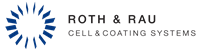 ROTH & RAU
CELL & COATING SYSTEMS